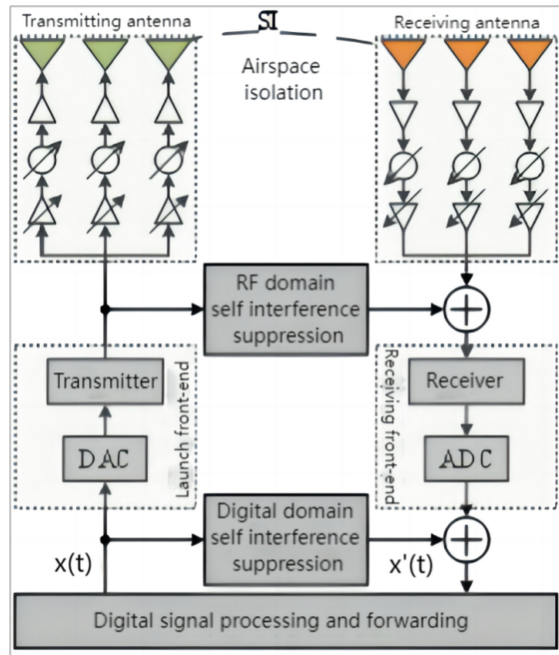 Transmitting antenna
SI
Receiving antenna
Airspace
isolation
RF domain
self interference
suppression
Transmitter
Launch front-end
Receiving front-end
Receiver
DAC
ADC
Digital domain
self interference
suppression
x(t)
x'(t)
Digital signal processing and forwarding